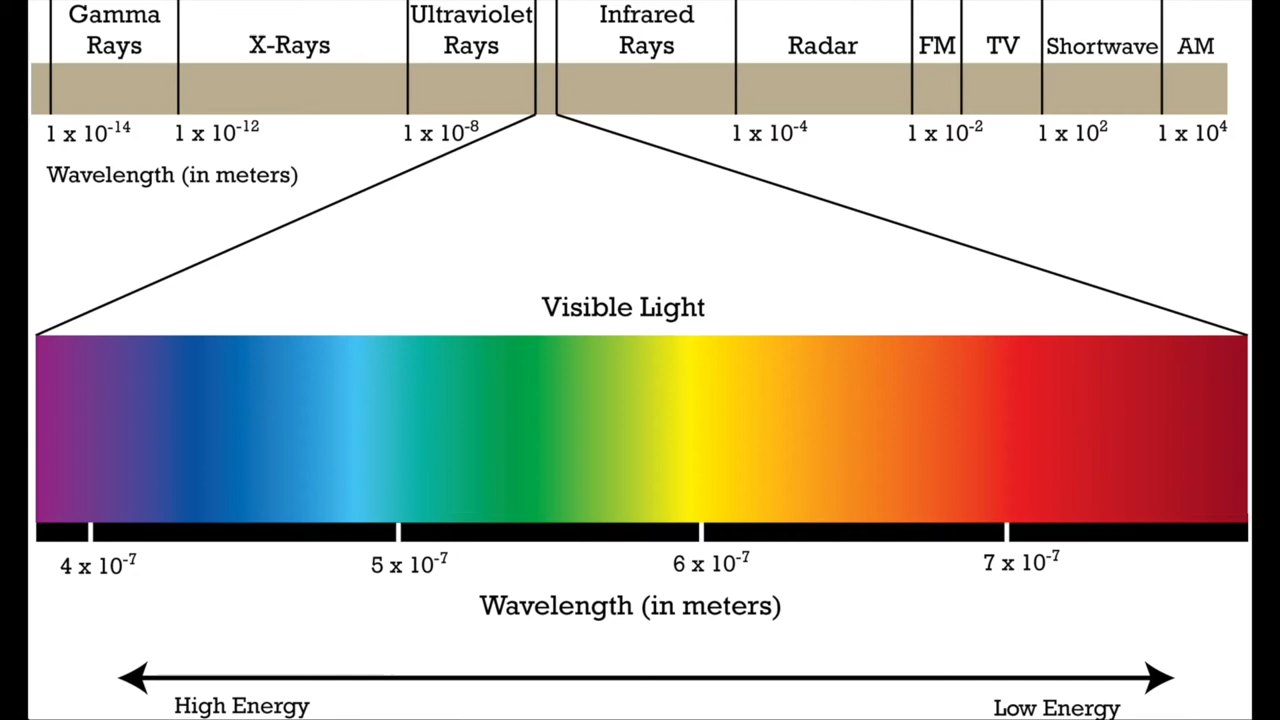 Gamma Rays
X-Rays
Ultraviolet Rays
Infrared Rays
Radar
FM
TV
Shortwave
AM
1 x 10⁻¹⁴
1 x 10⁻¹²
1 x 10⁻⁸
1 x 10⁻⁴
1 x 10⁻²
1 x 10²
1 x 10⁴
Wavelength (in meters)
Visible Light
4 x 10⁻⁷
5 x 10⁻⁷
6 x 10⁻⁷
7 x 10⁻⁷
Wavelength (in meters)
High Energy
Low Energy